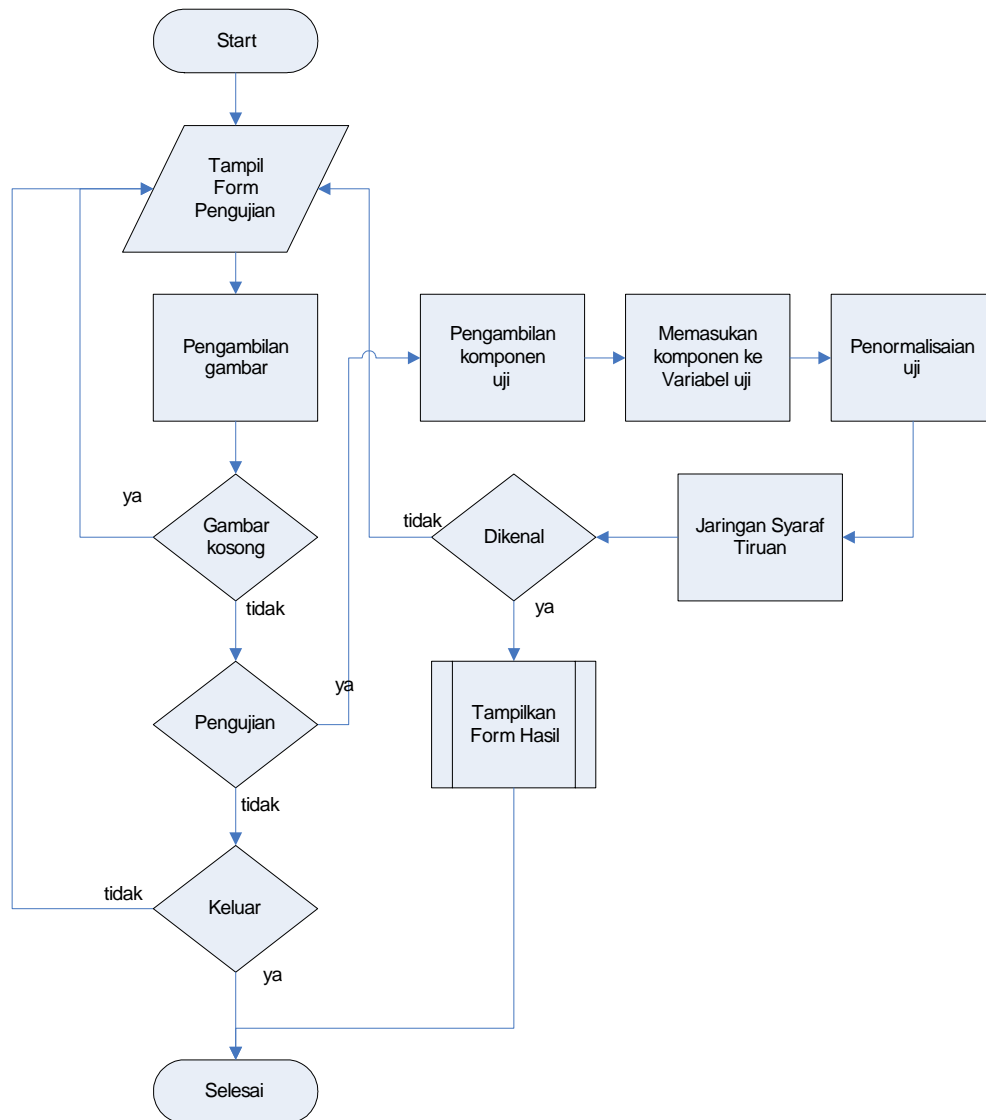 Start
Tampil
Form
Pengujian
Pengambilan
gambar
Pengambilan
komponen
uji
Memasukan
komponen ke
Variabel uji
Penormalisaian
uji
ya
Gambar
kosong
tidak
tidak
Dikenal
Jaringan Syaraf
Tiruan
ya
ya
Pengujian
Tampilkan
Form Hasil
tidak
tidak
Keluar
ya
Selesai